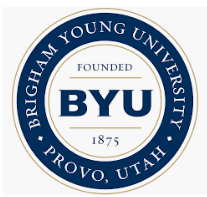 BRIGHAM YOUNG UNIVERSITY
FOUNDED
BYU
1875
PROVO, UTAH